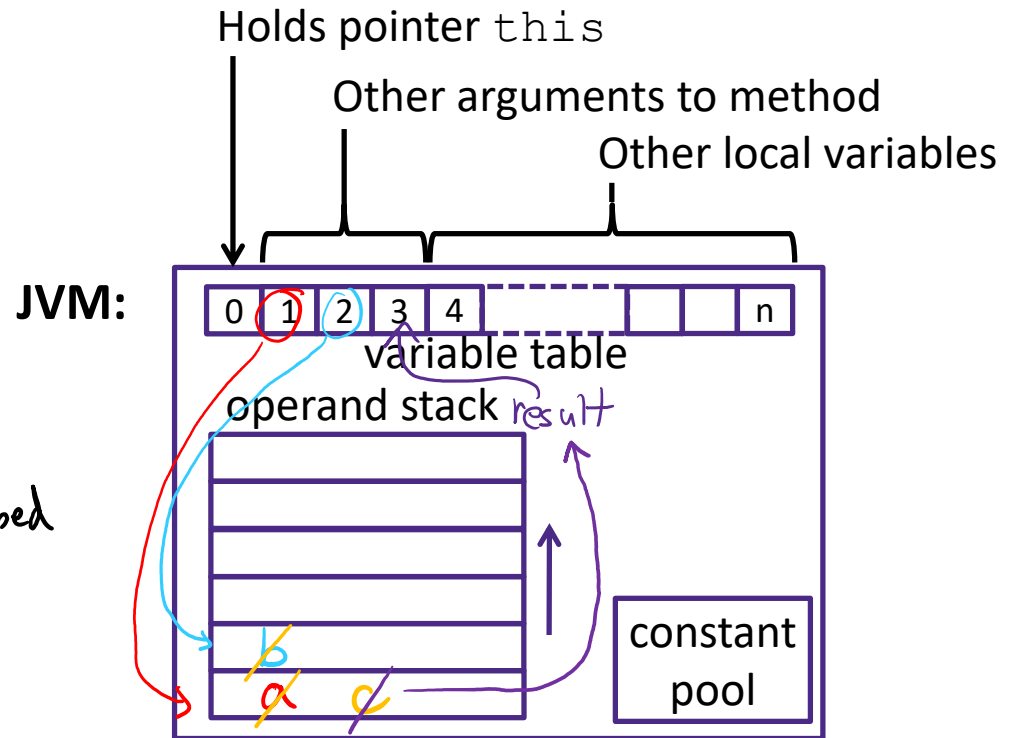 Holds pointer this
Other arguments to method
Other local variables
JVM:
0 1 2 3 4 n
variable table
operand stack result
b
a c
constant
pool